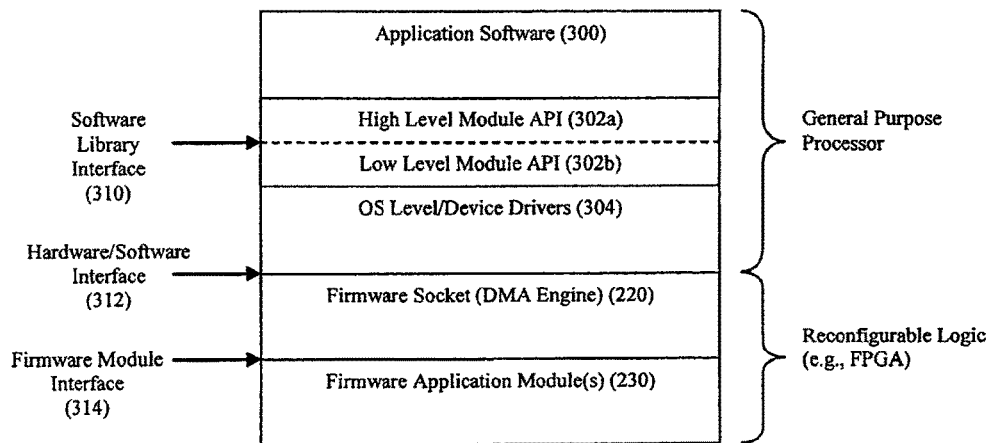 Application Software (300)
Software
Library
Interface
(310)
High Level Module API (302a)
Low Level Module API (302b)
General Purpose
Processor
OS Level/Device Drivers (304)
Hardware/Software
Interface
(312)
Firmware Socket (DMA Engine) (220)
Firmware Module
Interface
(314)
Reconfigurable Logic
(e.g., FPGA)
Firmware Application Module(s) (230)